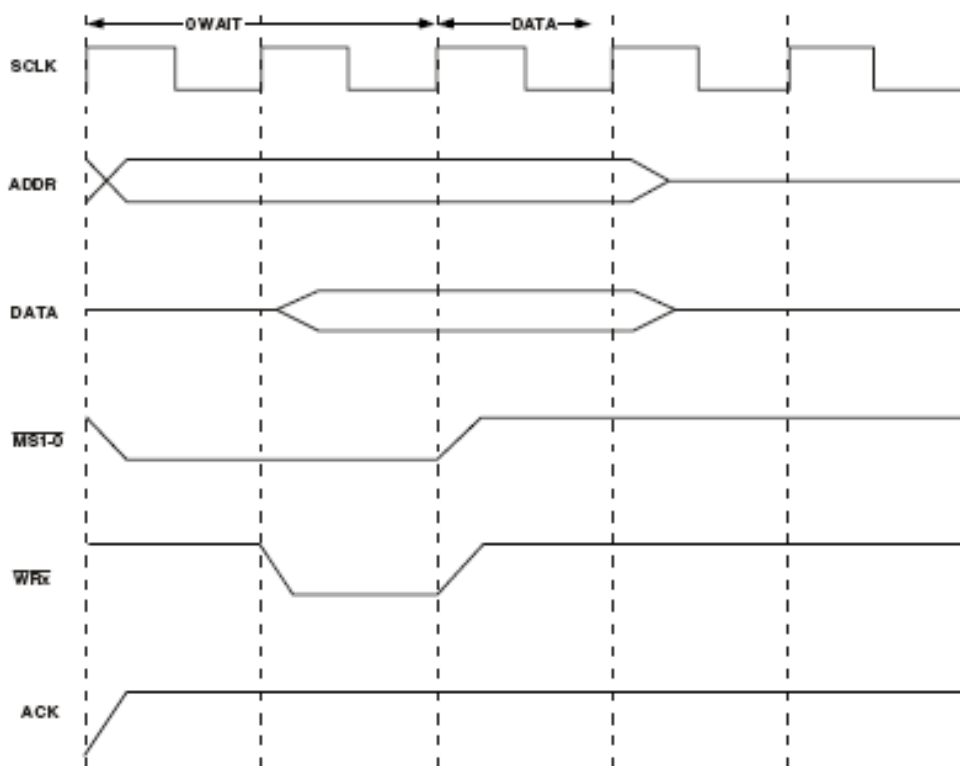 0WAIT DATA
SCLK
ADDR
DATA
MS1-0
WRx
ACK